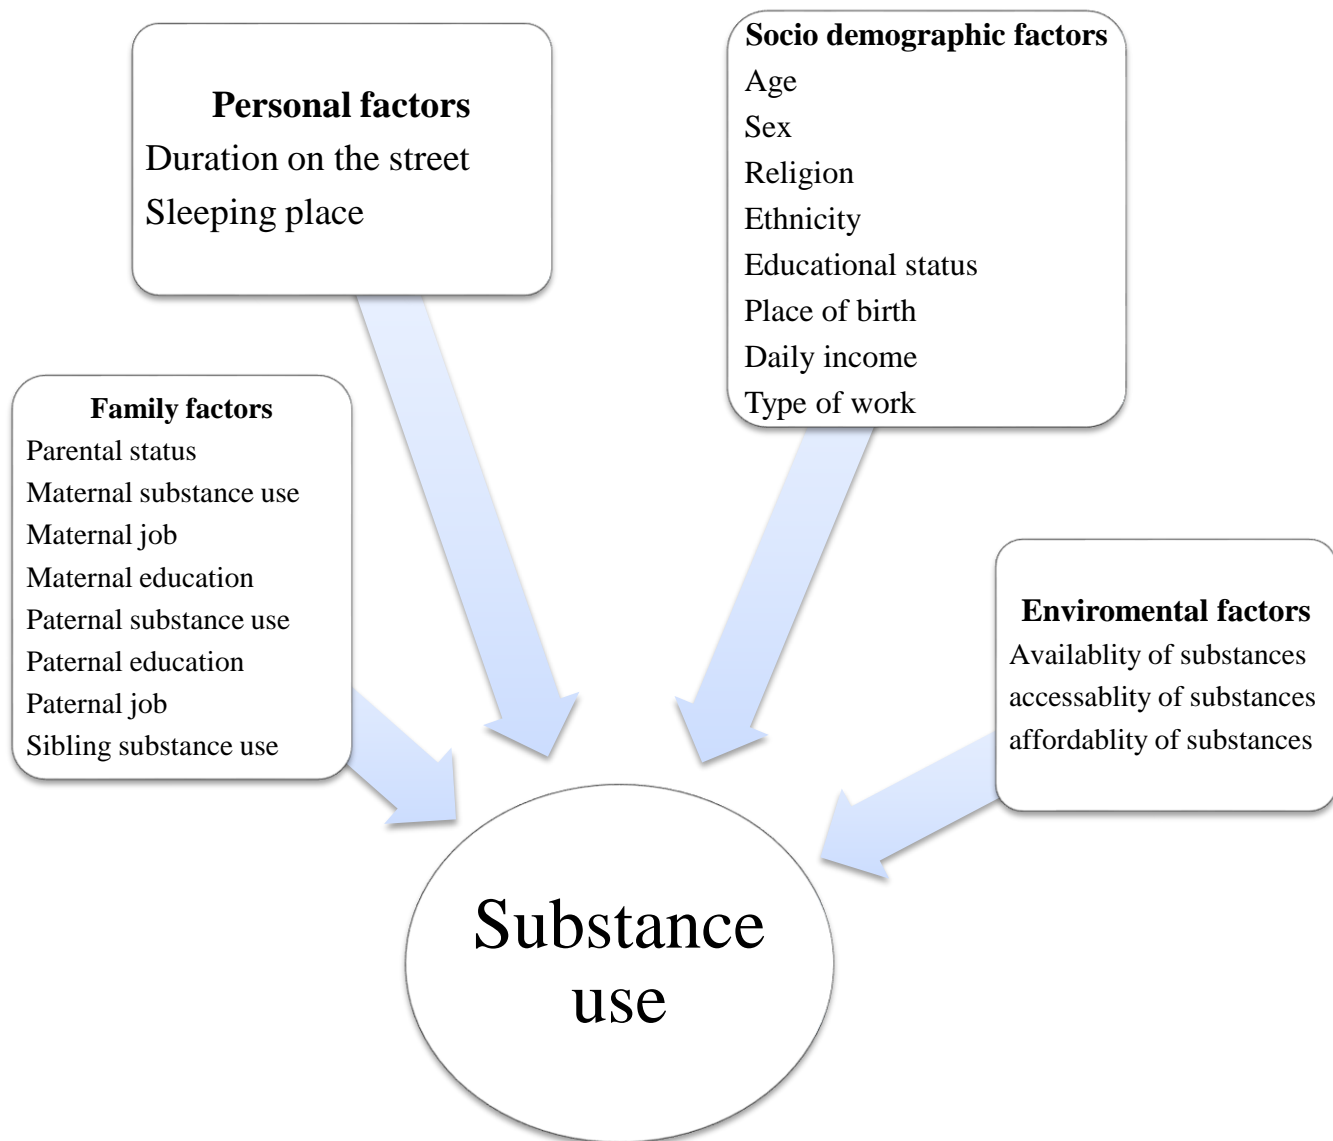 Personal factors
Duration on the street
Sleeping place
Socio demographic factors
Age
Sex
Religion
Ethnicity
Educational status
Place of birth
Daily income
Type of work
Family factors
Parental status
Maternal substance use
Maternal job
Maternal education
Paternal substance use
Paternal education
Paternal job
Sibling substance use
Enviromental factors
Availablity of substances
accessablity of substances
affordablity of substances
Substance
use